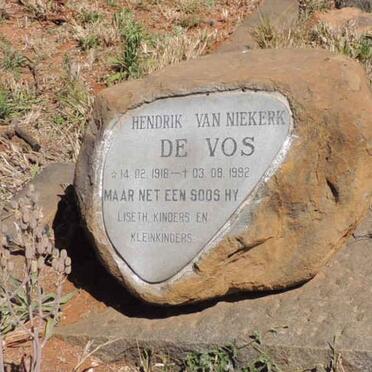 HENDRIK VAN NIEKERK
DE VOS
☆ 14.02.1918 — ✝ 03.08.1992
MAAR NET EEN SOOS HY
LISETH, KINDERS EN
KLEINKINDERS